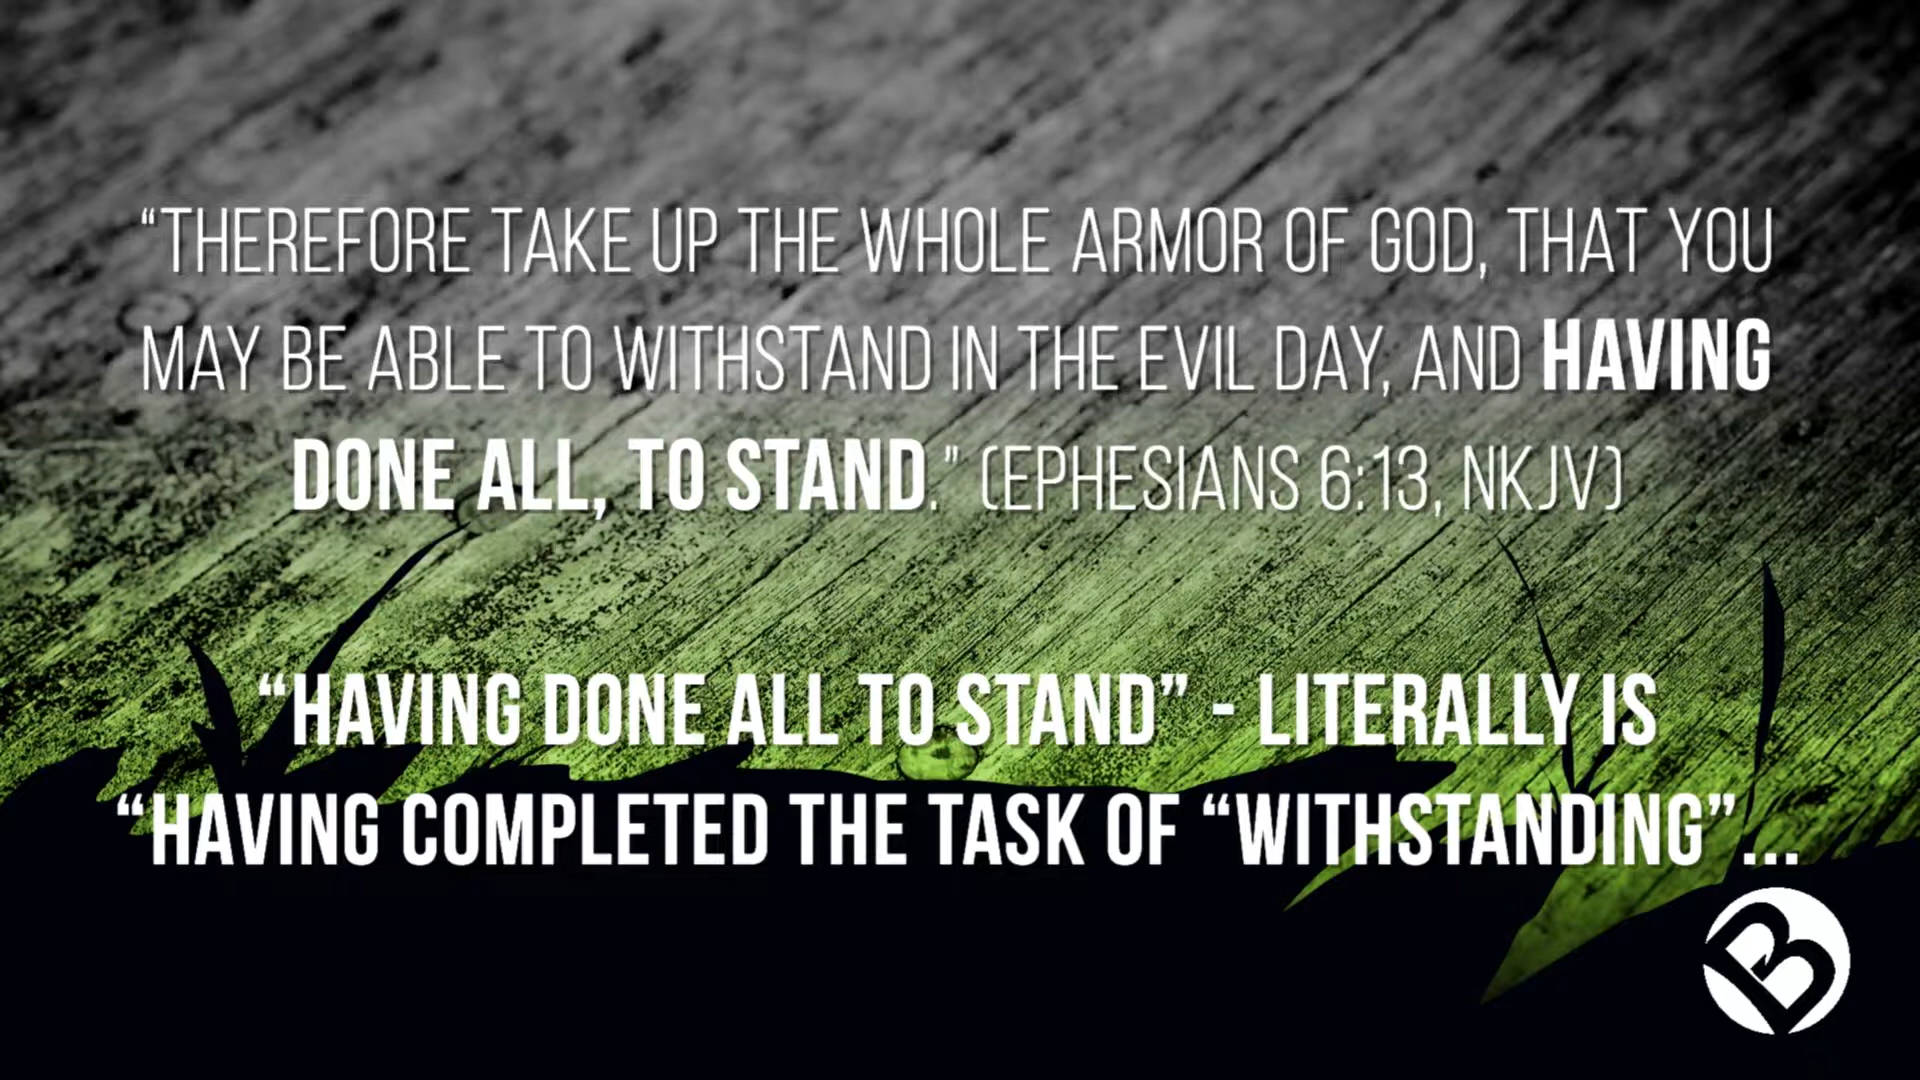 “THEREFORE TAKE UP THE WHOLE ARMOR OF GOD, THAT YOU
MAY BE ABLE TO WITHSTAND IN THE EVIL DAY, AND HAVING
DONE ALL, TO STAND.” (EPHESIANS 6:13, NKJV)
“HAVING DONE ALL TO STAND” - LITERALLY IS
“HAVING COMPLETED THE TASK OF “WITHSTANDING”...
B